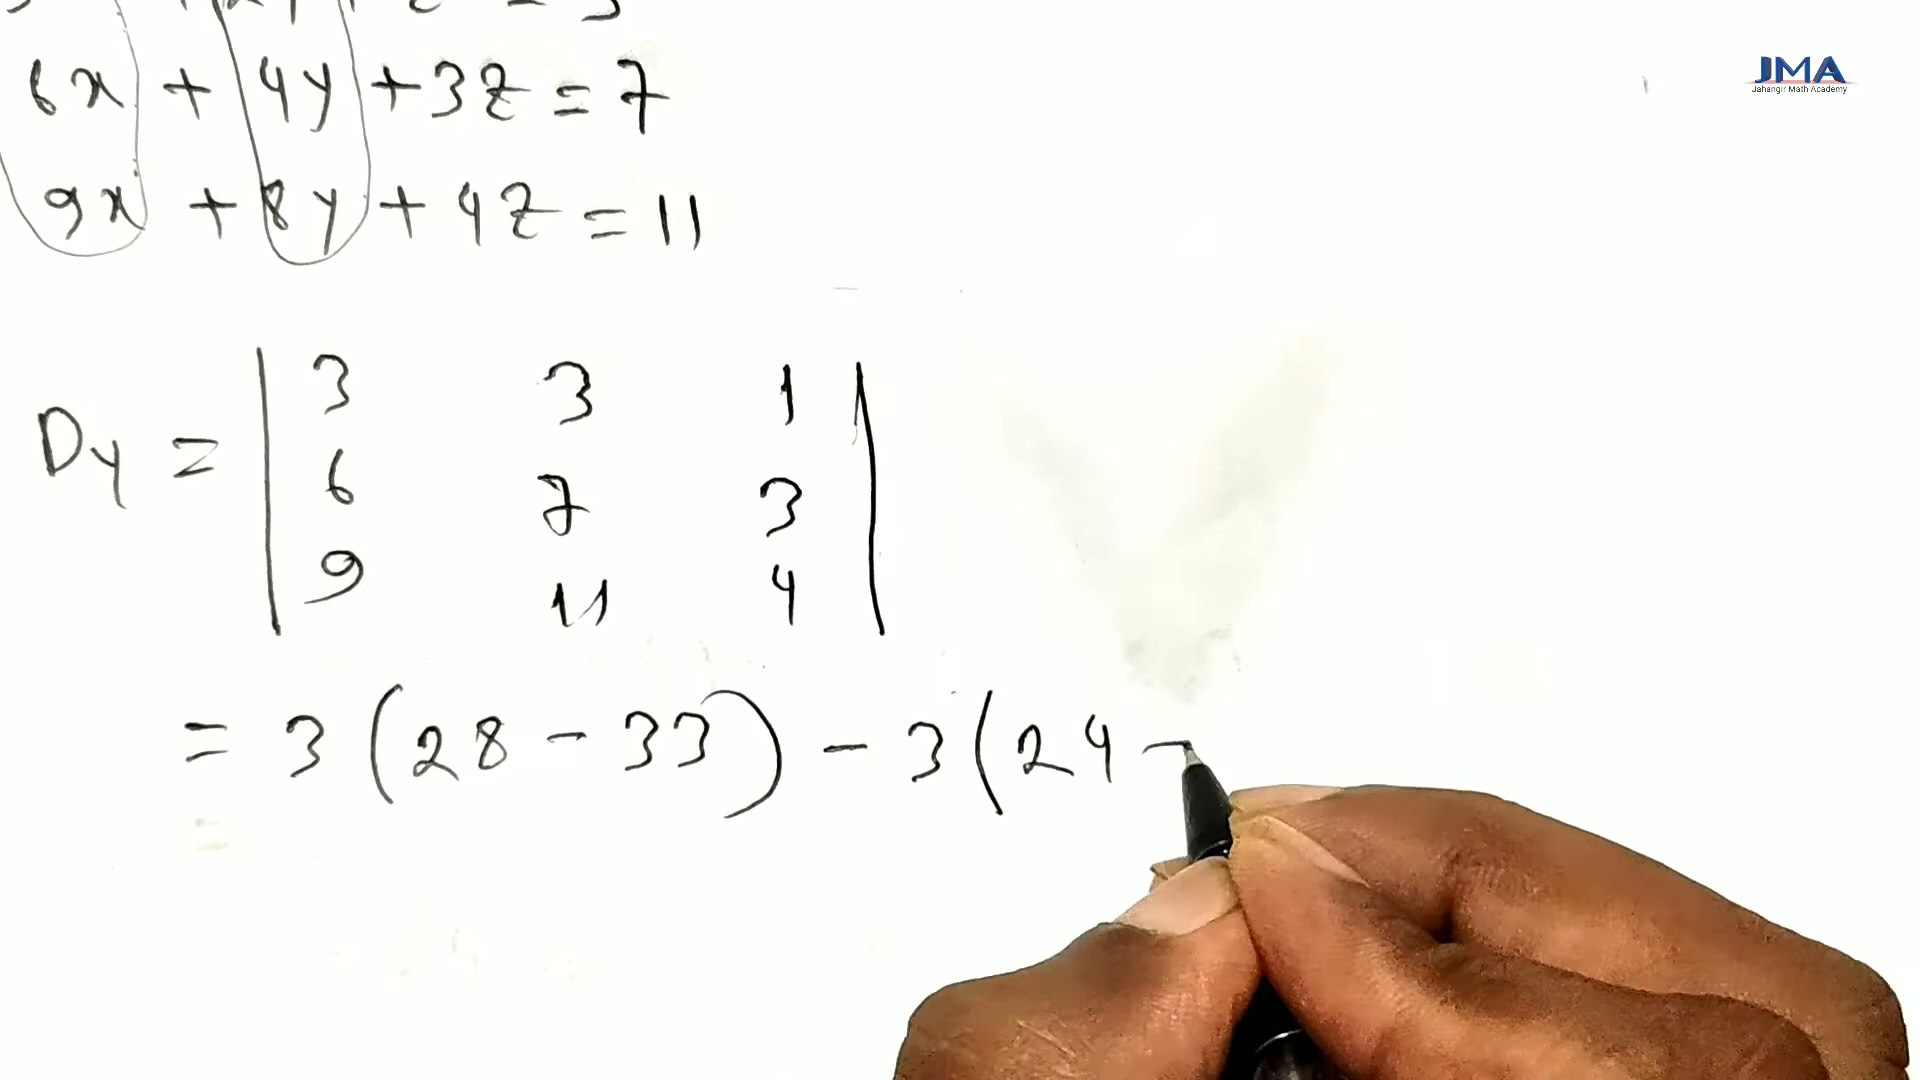 6x + 4y + 3z = 7
JMA
Jahangir Math Academy
9x + 8y + 4z = 11
Dy = | 3 3 1 |
6 7 3
9 11 4
= 3 (28 - 33) - 3 (24 -